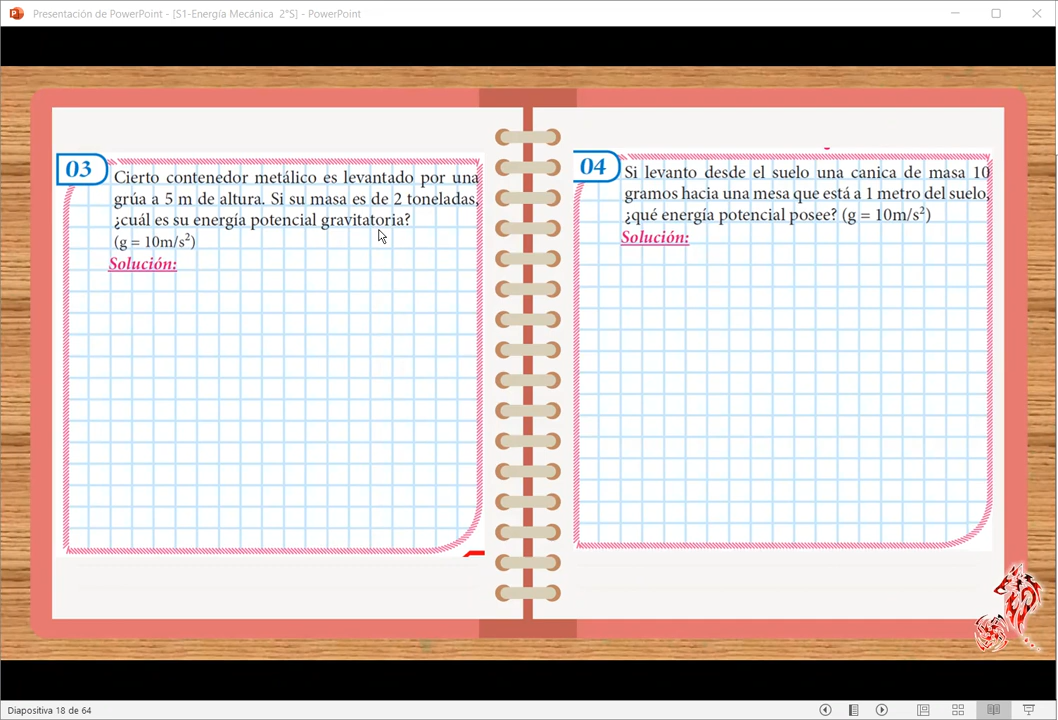 Presentación de PowerPoint - [S1-Energía Mecánica 2°S] - PowerPoint
03
Cierto contenedor metálico es levantado por una
grúa a 5 m de altura. Si su masa es de 2 toneladas,
¿cuál es su energía potencial gravitatoria?
(g = 10m/s²)
Solución:
04
Si levanto desde el suelo una canica de masa 10
gramos hacia una mesa que está a 1 metro del suelo,
¿qué energía potencial posee? (g = 10m/s²)
Solución:
Diapositiva 18 de 64